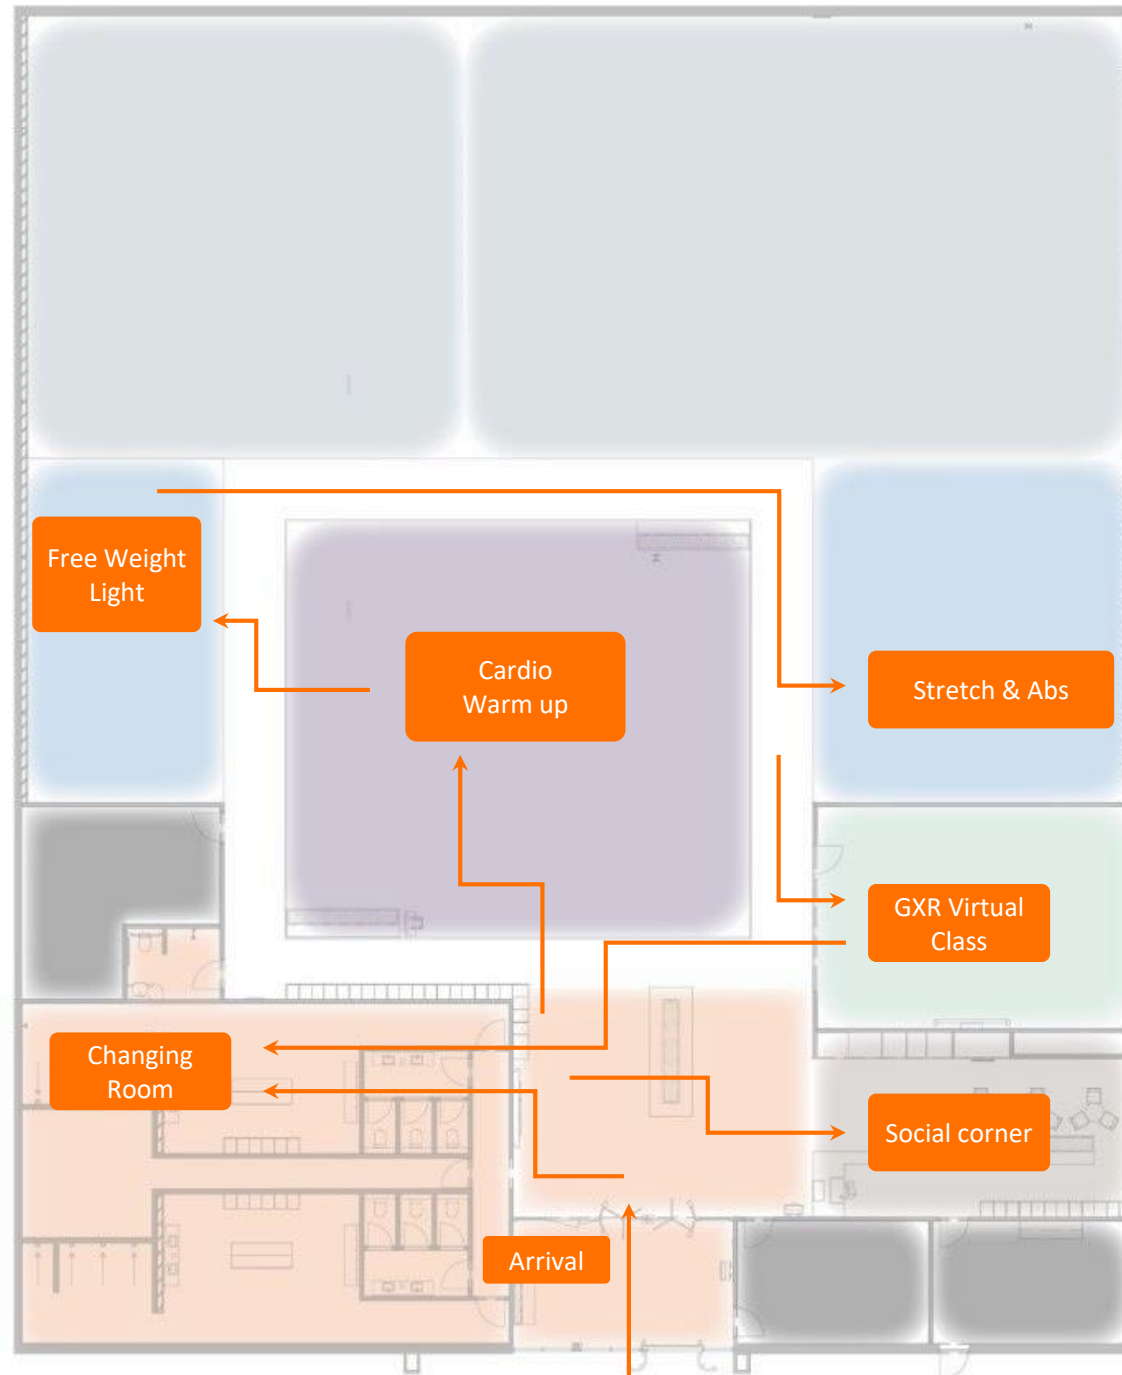 Free Weight
Light
Cardio
Warm up
Stretch & Abs
GXR Virtual
Class
Changing
Room
Social corner
Arrival